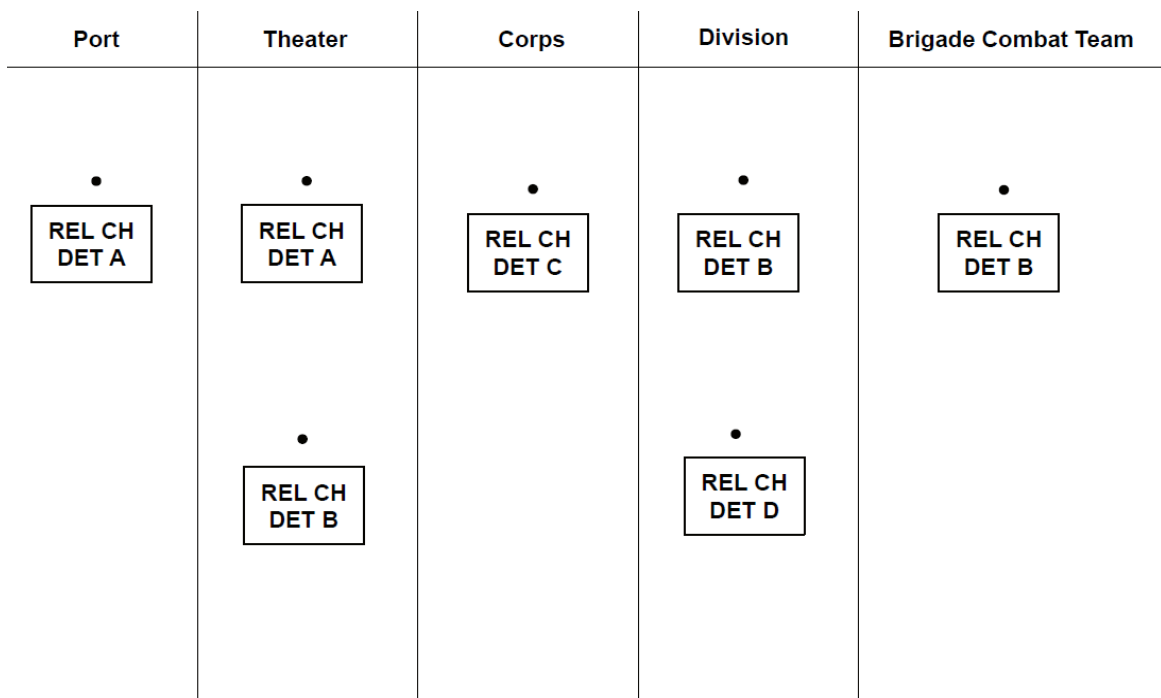 Port
Theater
Corps
Division
Brigade Combat Team
REL CH
DET A
REL CH
DET A
REL CH
DET C
REL CH
DET B
REL CH
DET B
REL CH
DET B
REL CH
DET D